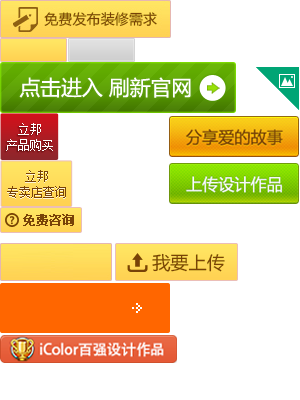 免费发布装修需求
点击进入 刷新官网
立邦
产品购买
分享爱的故事
立邦
专卖店查询
上传设计作品
免费咨询
我要上传
iColor百强设计作品